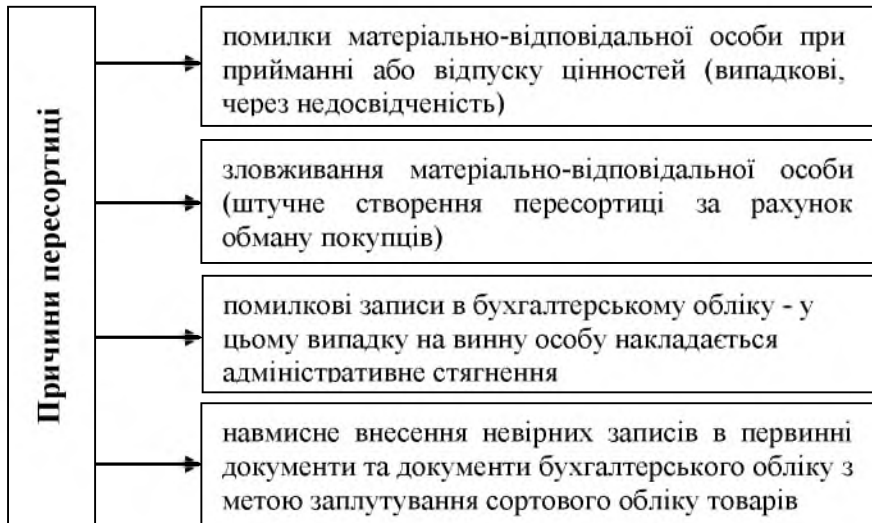 Причини пересортиці
помилки матеріально-відповідальної особи при
прийманні або відпуску цінностей (випадкові,
через недосвідченість)
зловживання матеріально-відповідальної особи
(штучне створення пересортиці за рахунок
обману покупців)
помилкові записи в бухгалтерському обліку - у
цьому випадку на винну особу накладається
адміністративне стягнення
навмисне внесення невірних записів в первинні
документи та документи бухгалтерського обліку з
метою заплутування сортового обліку товарів